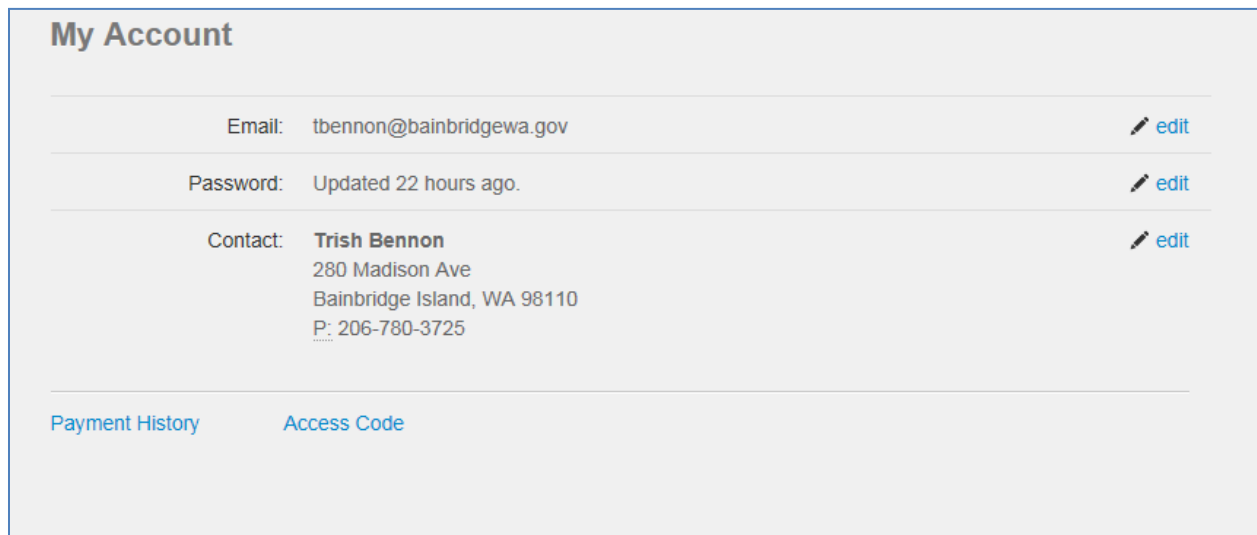 My Account
Email: tbennon@bainbridgewa.gov edit
Password: Updated 22 hours ago. edit
Contact: Trish Bennon edit
280 Madison Ave
Bainbridge Island, WA 98110
P: 206-780-3725
Payment History Access Code